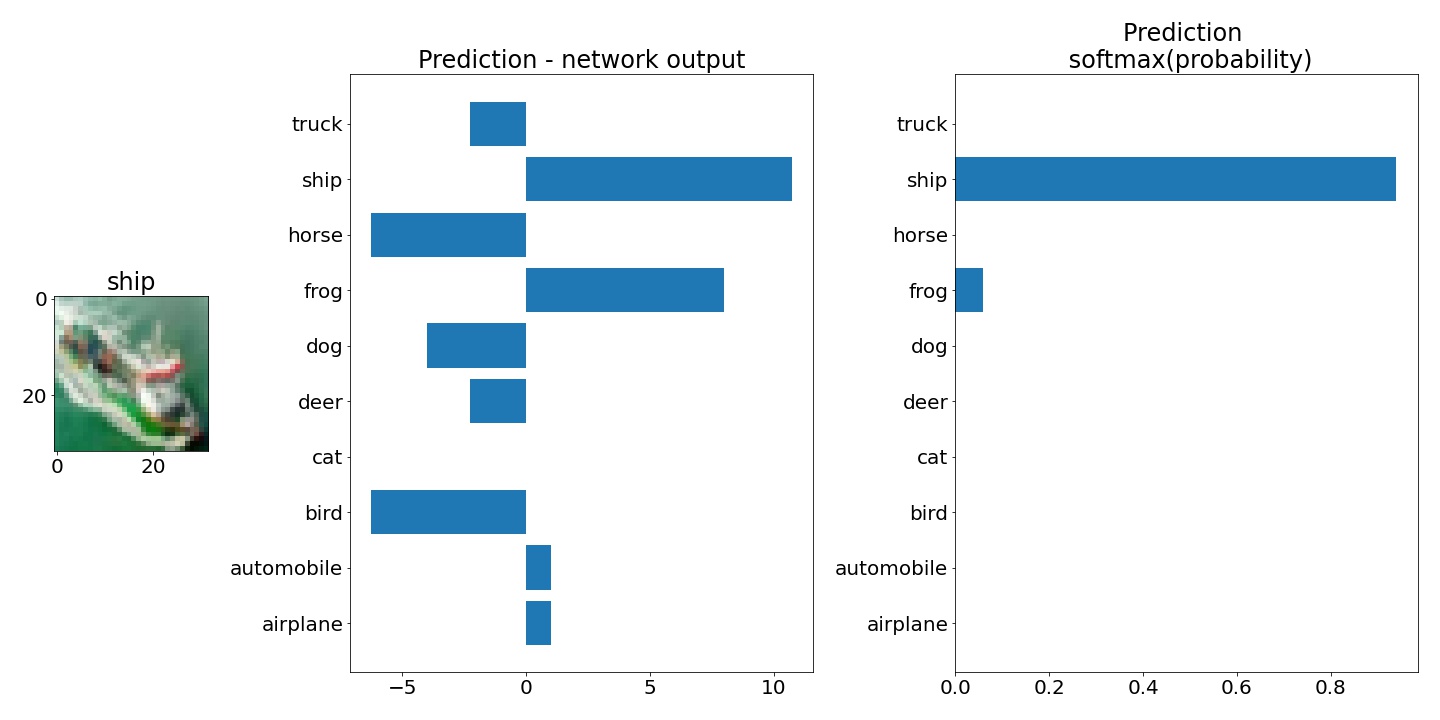 ship
0
20
0 20
Prediction - network output
truck
ship
horse
frog
dog
deer
cat
bird
automobile
airplane
−5 0 5 10
Prediction
softmax(probability)
truck
ship
horse
frog
dog
deer
cat
bird
automobile
airplane
0.0 0.2 0.4 0.6 0.8